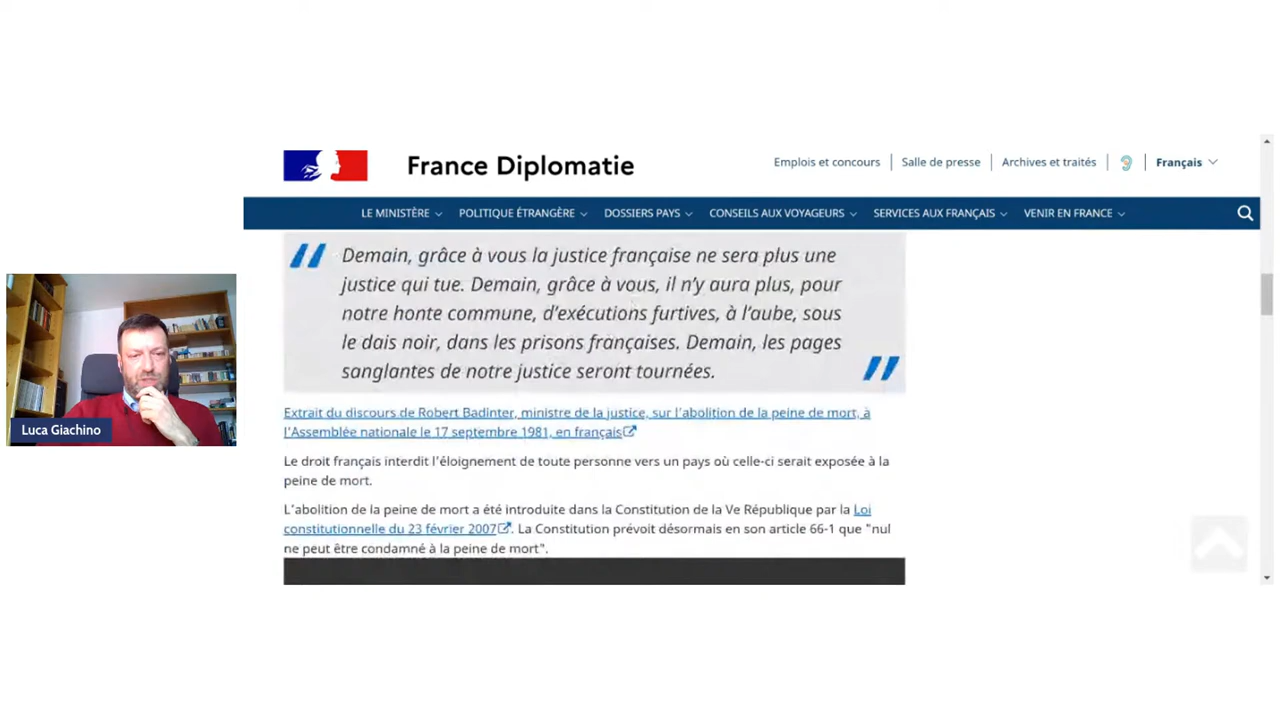 France Diplomatie
Emplois et concours
Salle de presse
Archives et traités
Français
LE MINISTÈRE
POLITIQUE ÉTRANGÈRE
DOSSIERS PAYS
CONSEILS AUX VOYAGEURS
SERVICES AUX FRANÇAIS
VENIR EN FRANCE
Demain, grâce à vous la justice française ne sera plus une
justice qui tue. Demain, grâce à vous, il n’y aura plus, pour
notre honte commune, d’exécutions furtives, à l’aube, sous
le dais noir, dans les prisons françaises. Demain, les pages
sanglantes de notre justice seront tournées.
Extrait du discours de Robert Badinter, ministre de la justice, sur l’abolition de la peine de mort, à
l’Assemblée nationale le 17 septembre 1981, en français
Le droit français interdit l’éloignement de toute personne vers un pays où celle-ci serait exposée à la
peine de mort.
L’abolition de la peine de mort a été introduite dans la Constitution de la Ve République par la Loi
constitutionnelle du 23 février 2007. La Constitution prévoit désormais en son article 66-1 que "nul
ne peut être condamné à la peine de mort".
Luca Giachino